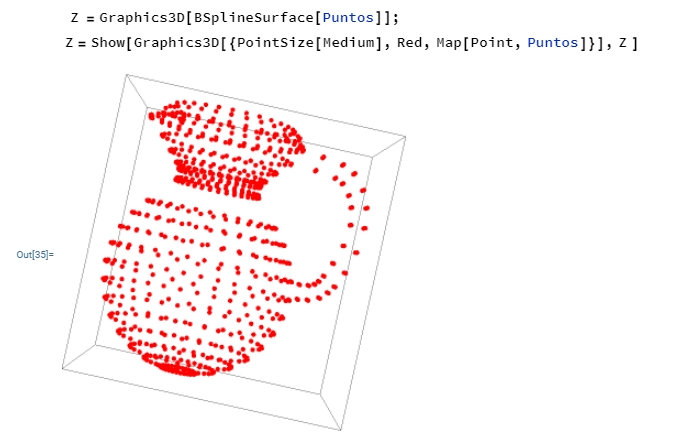 Z = Graphics3D[BSplineSurface[Puntos]];
Z = Show[Graphics3D[{PointSize[Medium], Red, Map[Point, Puntos]}], Z ]
Out[35]=